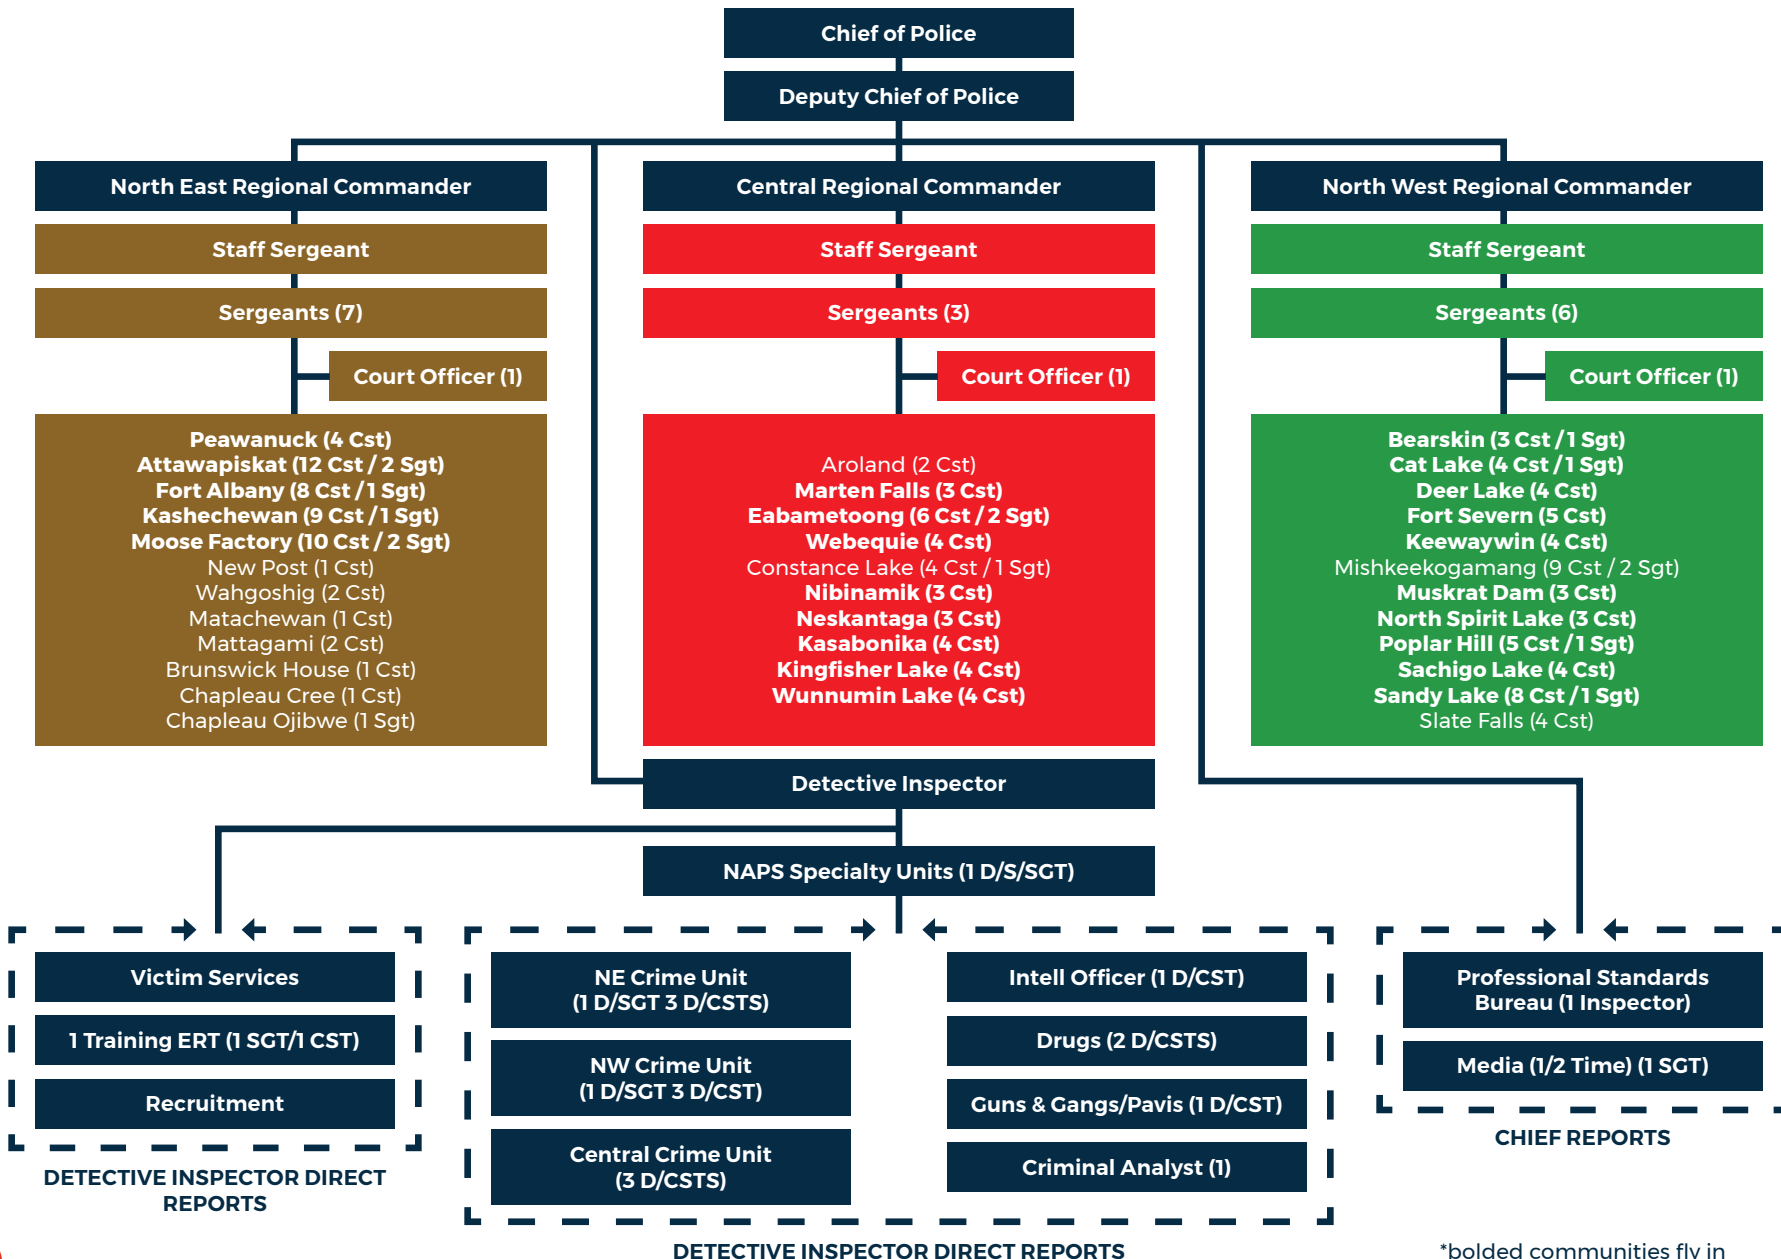 Chief of Police
Deputy Chief of Police
North East Regional Commander
Staff Sergeant
Sergeants (7)
Court Officer (1)
Peawanuck (4 Cst)
Attawapiskat (12 Cst / 2 Sgt)
Fort Albany (8 Cst / 1 Sgt)
Kashechewan (9 Cst / 1 Sgt)
Moose Factory (10 Cst / 2 Sgt)
New Post (1 Cst)
Wahgoshig (2 Cst)
Matachewan (1 Cst)
Mattagami (2 Cst)
Brunswick House (1 Cst)
Chapleau Cree (1 Cst)
Chapleau Ojibwe (1 Sgt)
Central Regional Commander
Staff Sergeant
Sergeants (3)
Court Officer (1)
Aroland (2 Cst)
Marten Falls (3 Cst)
Eabametoong (6 Cst / 2 Sgt)
Webequie (4 Cst)
Constance Lake (4 Cst / 1 Sgt)
Nibinamik (3 Cst)
Neskantaga (3 Cst)
Kasabonika (4 Cst)
Kingfisher Lake (4 Cst)
Wunnumin Lake (4 Cst)
North West Regional Commander
Staff Sergeant
Sergeants (6)
Court Officer (1)
Bearskin (3 Cst / 1 Sgt)
Cat Lake (4 Cst / 1 Sgt)
Deer Lake (4 Cst)
Fort Severn (5 Cst)
Keewaywin (4 Cst)
Mishkeekogamang (9 Cst / 2 Sgt)
Muskrat Dam (3 Cst)
North Spirit Lake (3 Cst)
Poplar Hill (5 Cst / 1 Sgt)
Sachigo Lake (4 Cst)
Sandy Lake (8 Cst / 1 Sgt)
Slate Falls (4 Cst)
Detective Inspector
NAPS Specialty Units (1 D/S/SGT)
Victim Services
1 Training ERT (1 SGT/1 CST)
Recruitment
DETECTIVE INSPECTOR DIRECT
REPORTS
NE Crime Unit
(1 D/SGT 3 D/CSTS)
NW Crime Unit
(1 D/SGT 3 D/CST)
Central Crime Unit
(3 D/CSTS)
Intell Officer (1 D/CST)
Drugs (2 D/CSTS)
Guns & Gangs/Pavis (1 D/CST)
Criminal Analyst (1)
DETECTIVE INSPECTOR DIRECT REPORTS
Professional Standards
Bureau (1 Inspector)
Media (1/2 Time) (1 SGT)
CHIEF REPORTS
*bolded communities fly in